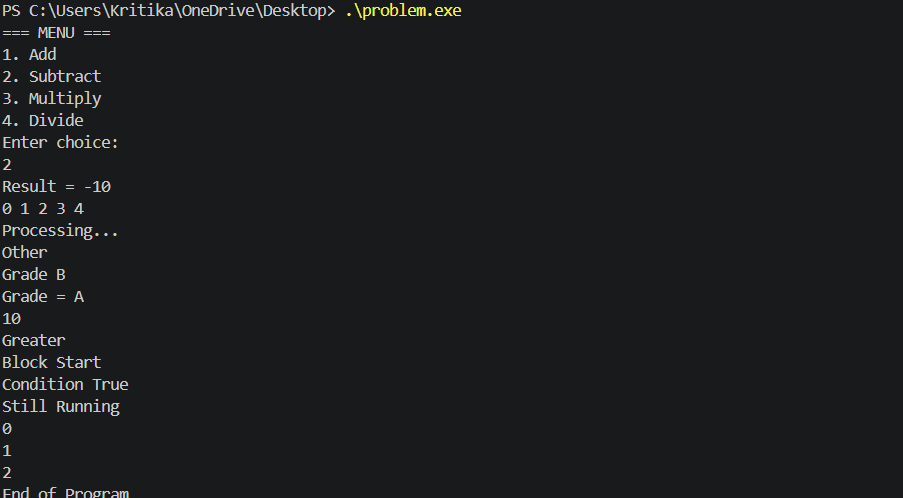 PS C:\Users\Kritika\OneDrive\Desktop> .\problem.exe
=== MENU ===
1. Add
2. Subtract
3. Multiply
4. Divide
Enter choice:
2
Result = -10
0 1 2 3 4
Processing...
Other
Grade B
Grade = A
10
Greater
Block Start
Condition True
Still Running
0
1
2
End of Program